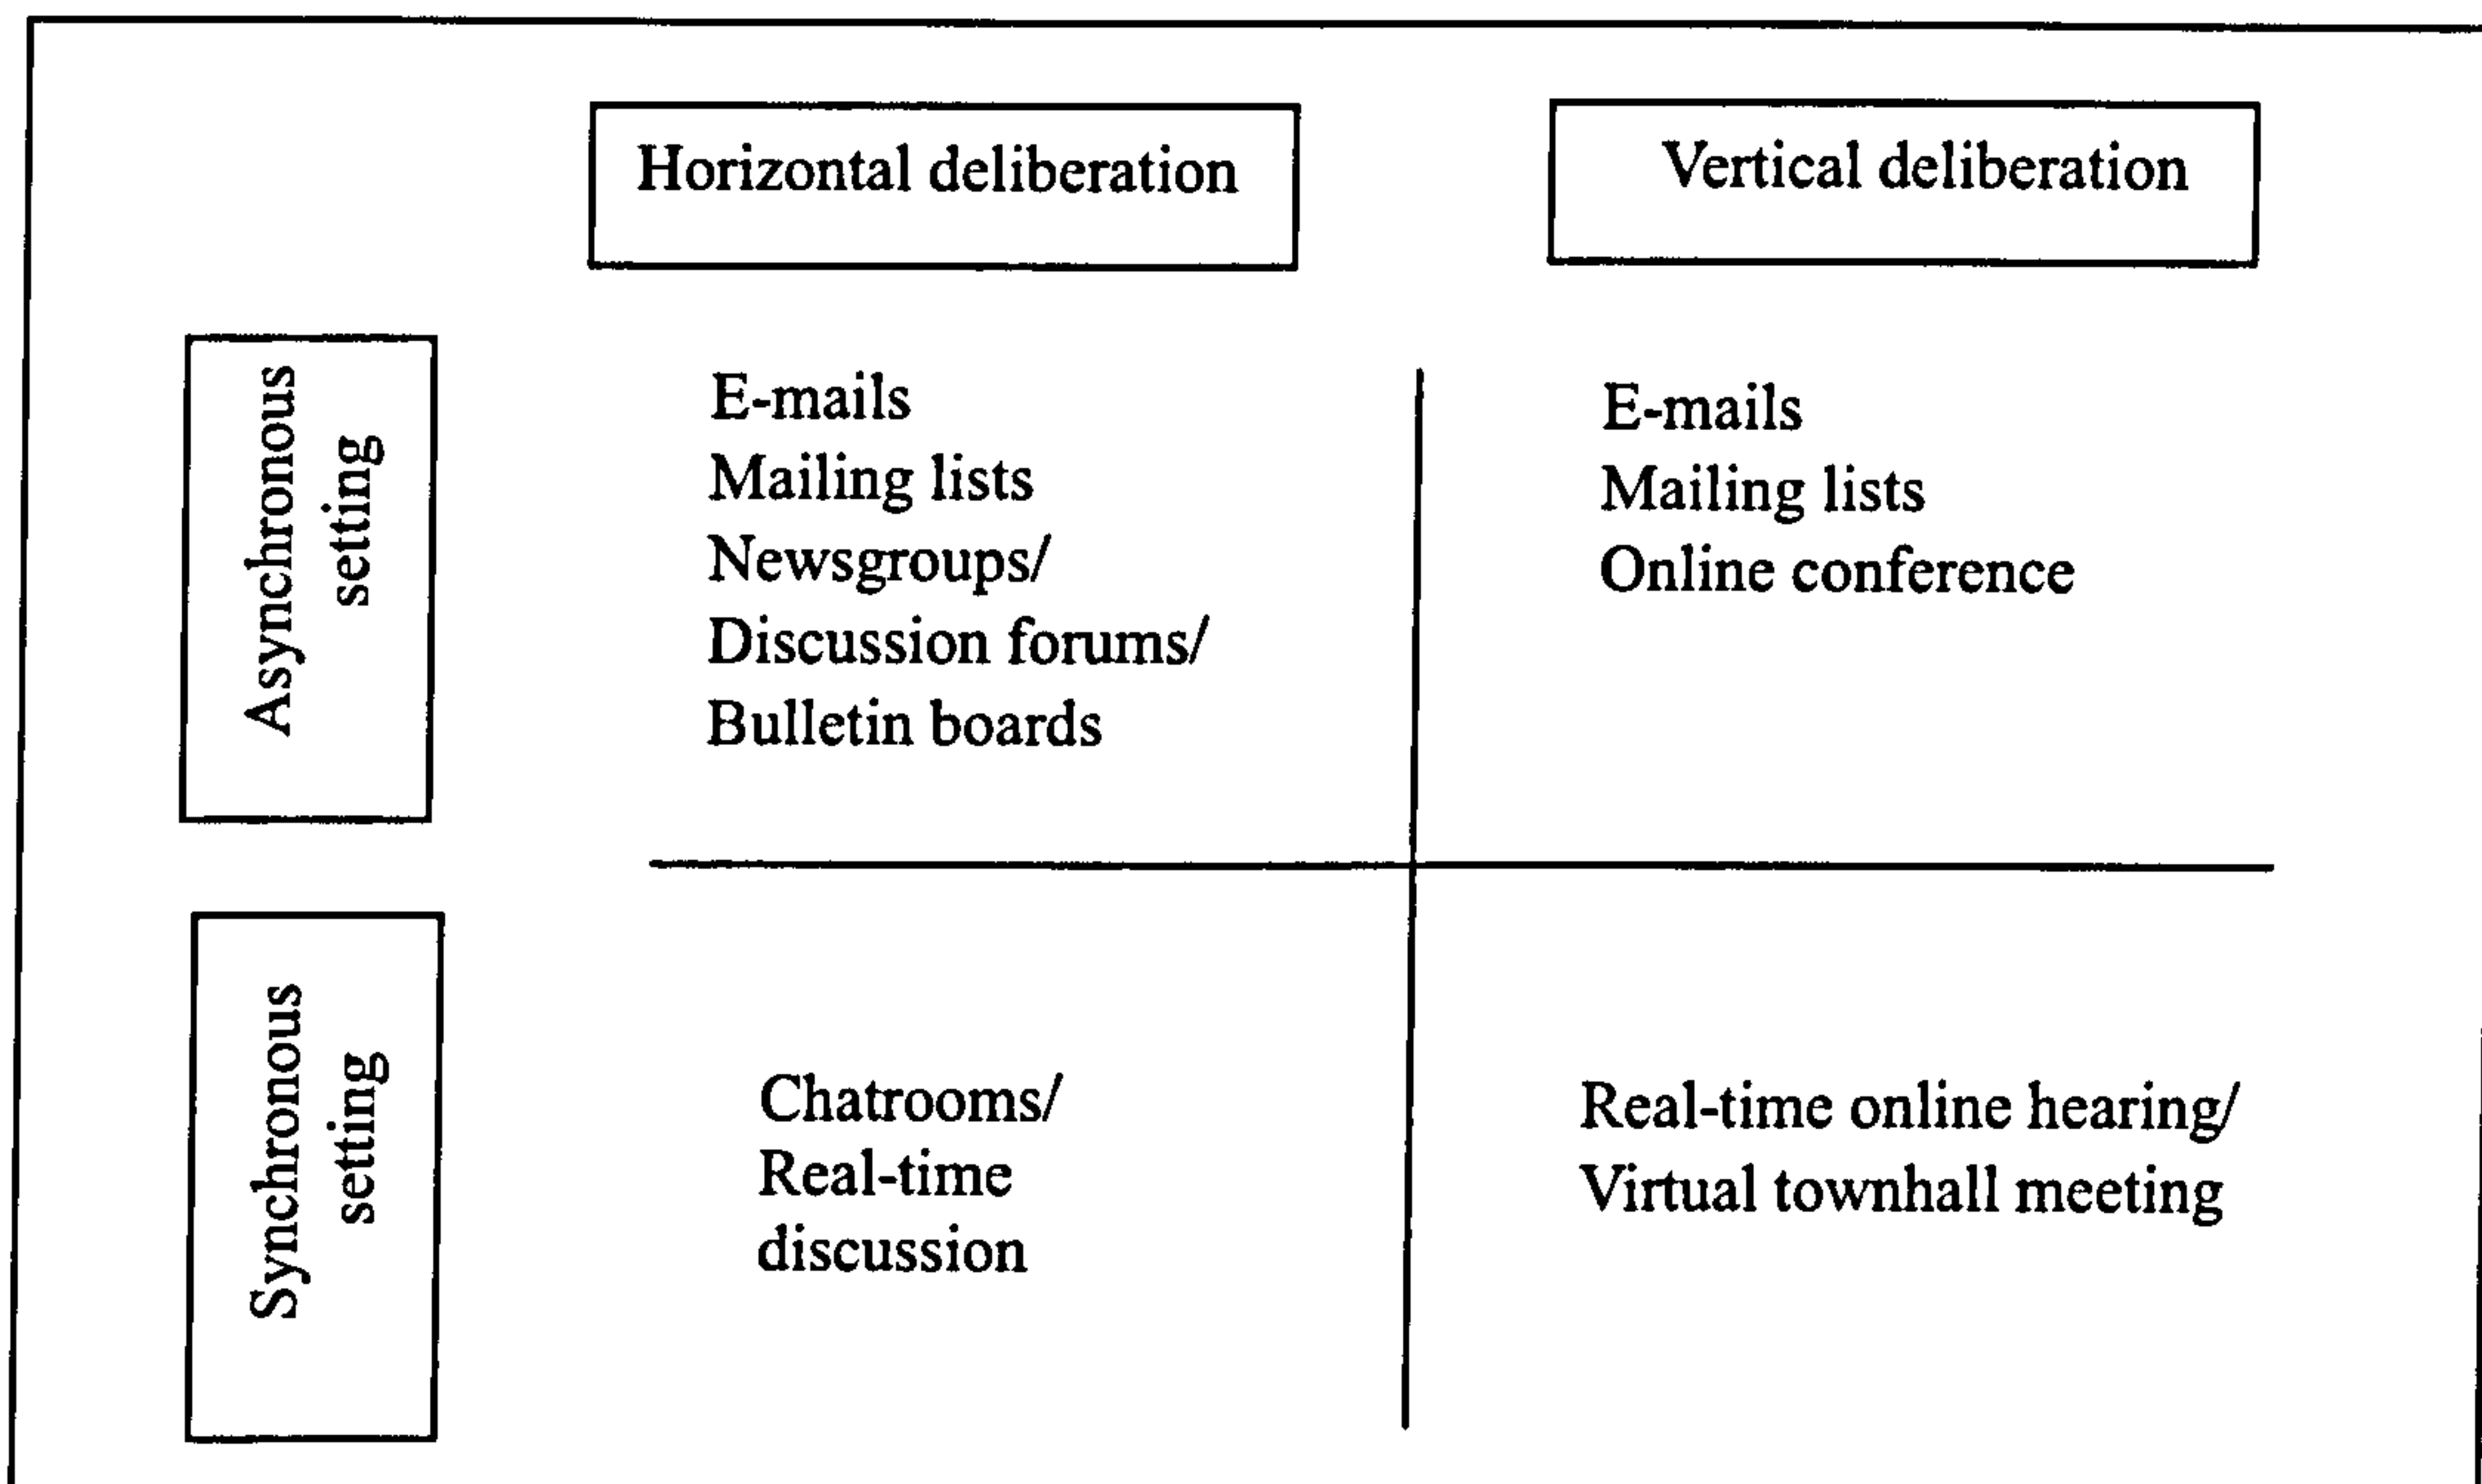 Horizontal deliberation
Vertical deliberation
Asynchronous
setting
E-mails
Mailing lists
Newsgroups/
Discussion forums/
Bulletin boards
E-mails
Mailing lists
Online conference
Synchronous
setting
Chatrooms/
Real-time
discussion
Real-time online hearing/
Virtual townhall meeting